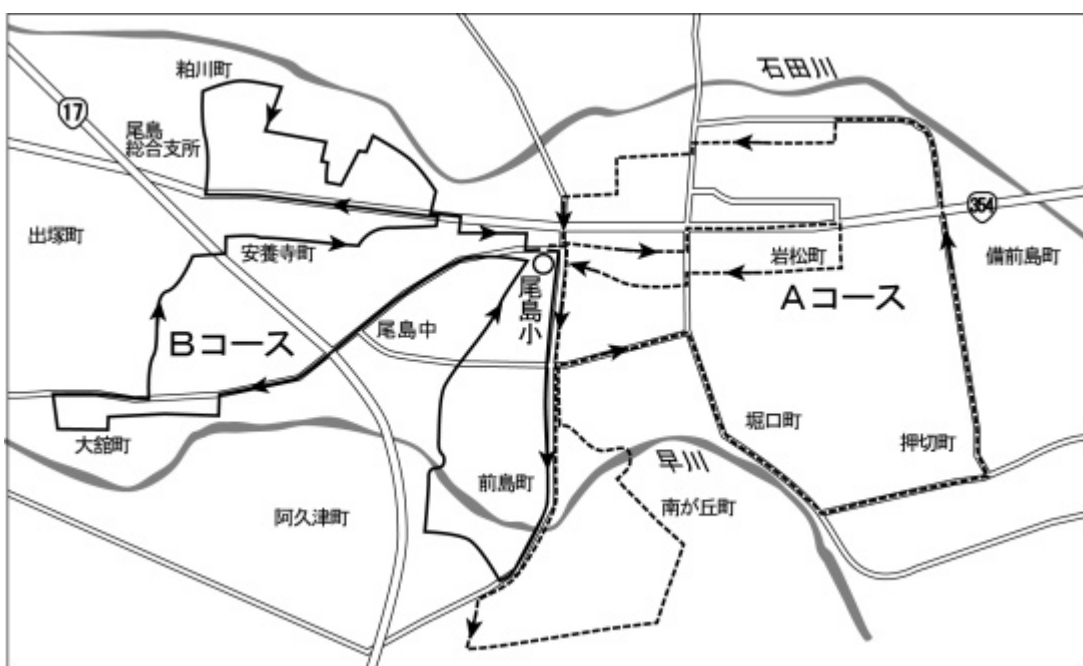 粕川町
石田川
17
尾島
総合支所
354
出塚町
安養寺町
岩松町
備前島町
尾島小
Aコース
Bコース
尾島中
大舘町
堀口町
押切町
早川
前島町
南が丘町
阿久津町